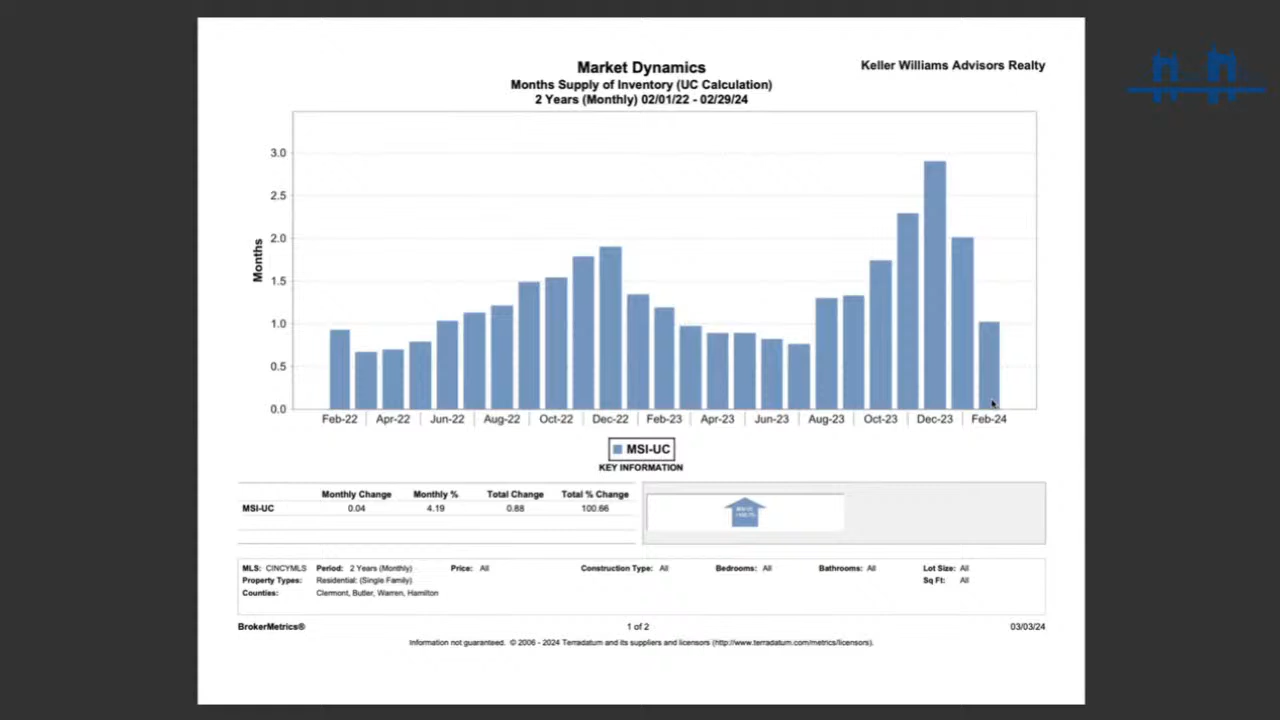 Market Dynamics
Keller Williams Advisors Realty
Months Supply of Inventory (UC Calculation)
2 Years (Monthly) 02/01/22 - 02/29/24
Months
3.0
2.5
2.0
1.5
1.0
0.5
0.0
Feb-22 Apr-22 Jun-22 Aug-22 Oct-22 Dec-22 Feb-23 Apr-23 Jun-23 Aug-23 Oct-23 Dec-23 Feb-24
MSI-UC
KEY INFORMATION
Monthly Change Monthly % Total Change Total % Change
MSI-UC 0.04 4.19 0.88 100.66
MLS: CINCYMLS Period: 2 Years (Monthly) Price: All Construction Type: All Bedrooms: All Bathrooms: All Lot Size: All
Property Types: Residential: (Single Family) Sq Ft: All
Counties: Clermont, Butler, Warren, Hamilton
BrokerMetrics® 1 of 2 03/03/24
Information not guaranteed. © 2006 - 2024 Terradatum and its suppliers and licensors (http://www.terradatum.com/metrics/licensors).